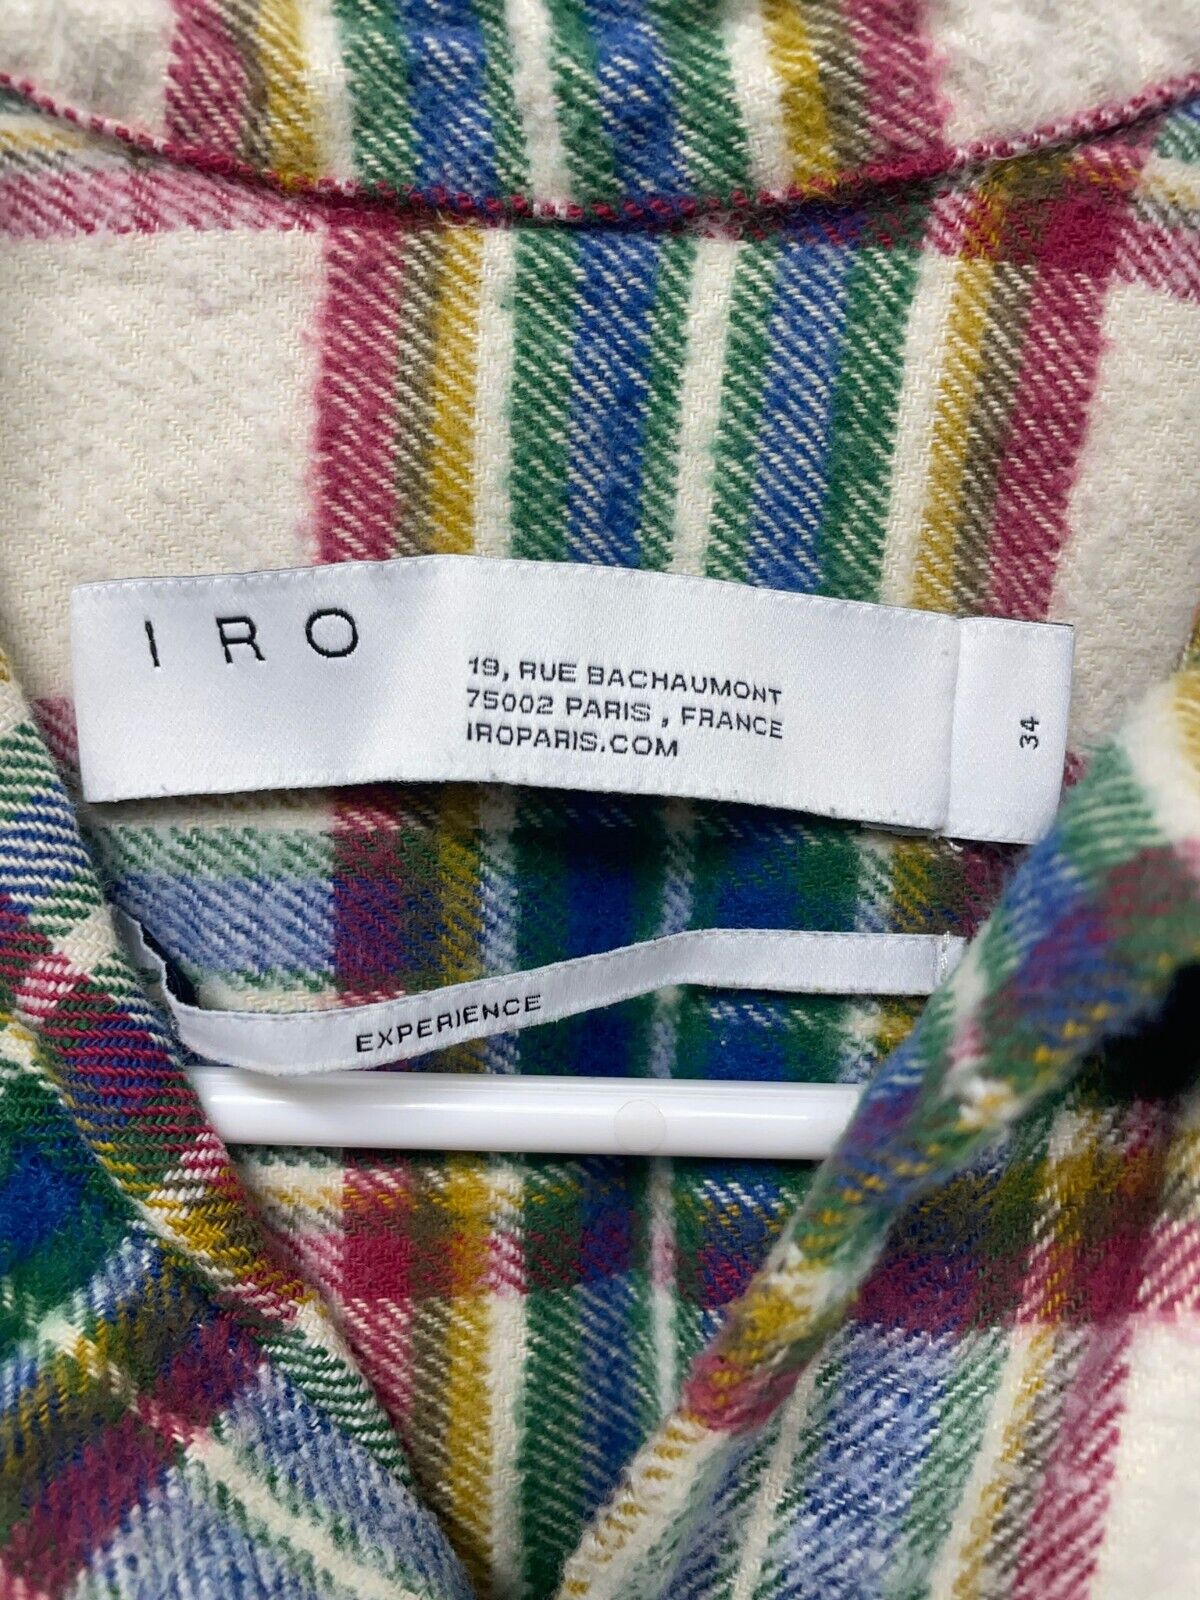 IRO
19, RUE BACHAUMONT
75002 PARIS , FRANCE
IROPARIS.COM
34
EXPERIENCE